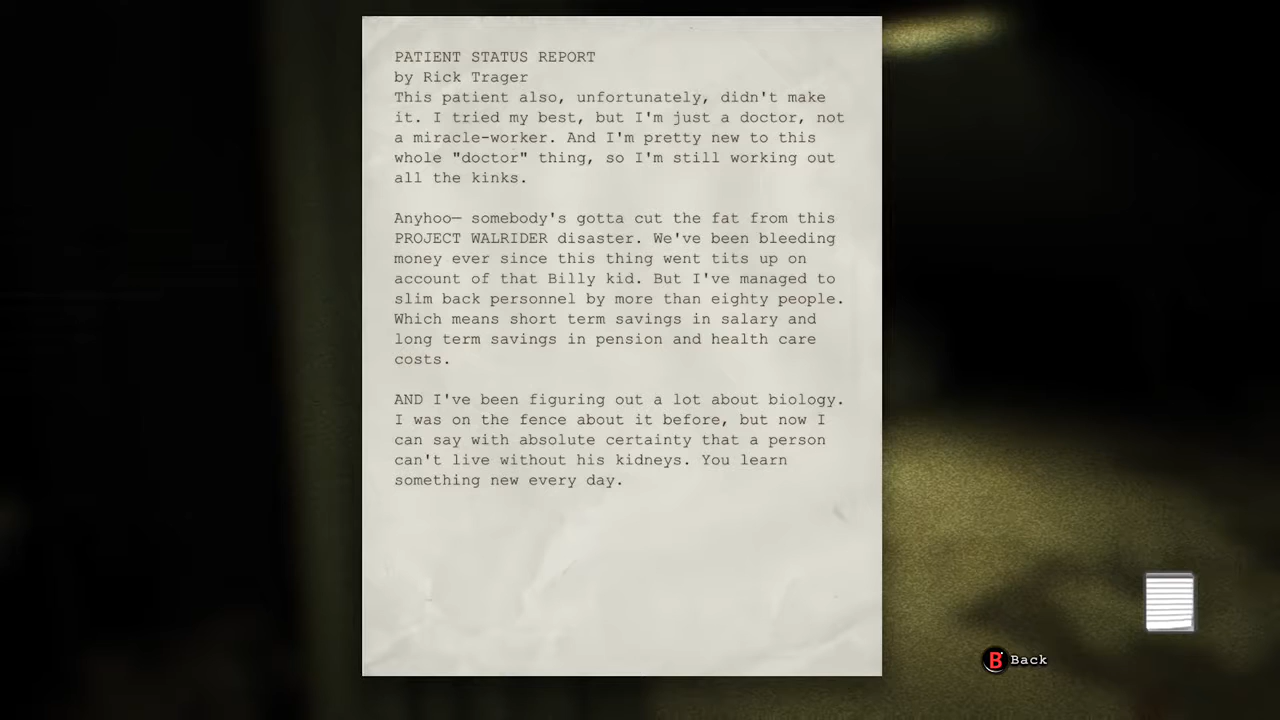 PATIENT STATUS REPORT
by Rick Trager
This patient also, unfortunately, didn't make
it. I tried my best, but I'm just a doctor, not
a miracle-worker. And I'm pretty new to this
whole "doctor" thing, so I'm still working out
all the kinks.
Anyhoo— somebody's gotta cut the fat from this
PROJECT WALRIDER disaster. We've been bleeding
money ever since this thing went tits up on
account of that Billy kid. But I've managed to
slim back personnel by more than eighty people.
Which means short term savings in salary and
long term savings in pension and health care
costs.
AND I've been figuring out a lot about biology.
I was on the fence about it before, but now I
can say with absolute certainty that a person
can't live without his kidneys. You learn
something new every day.
B Back